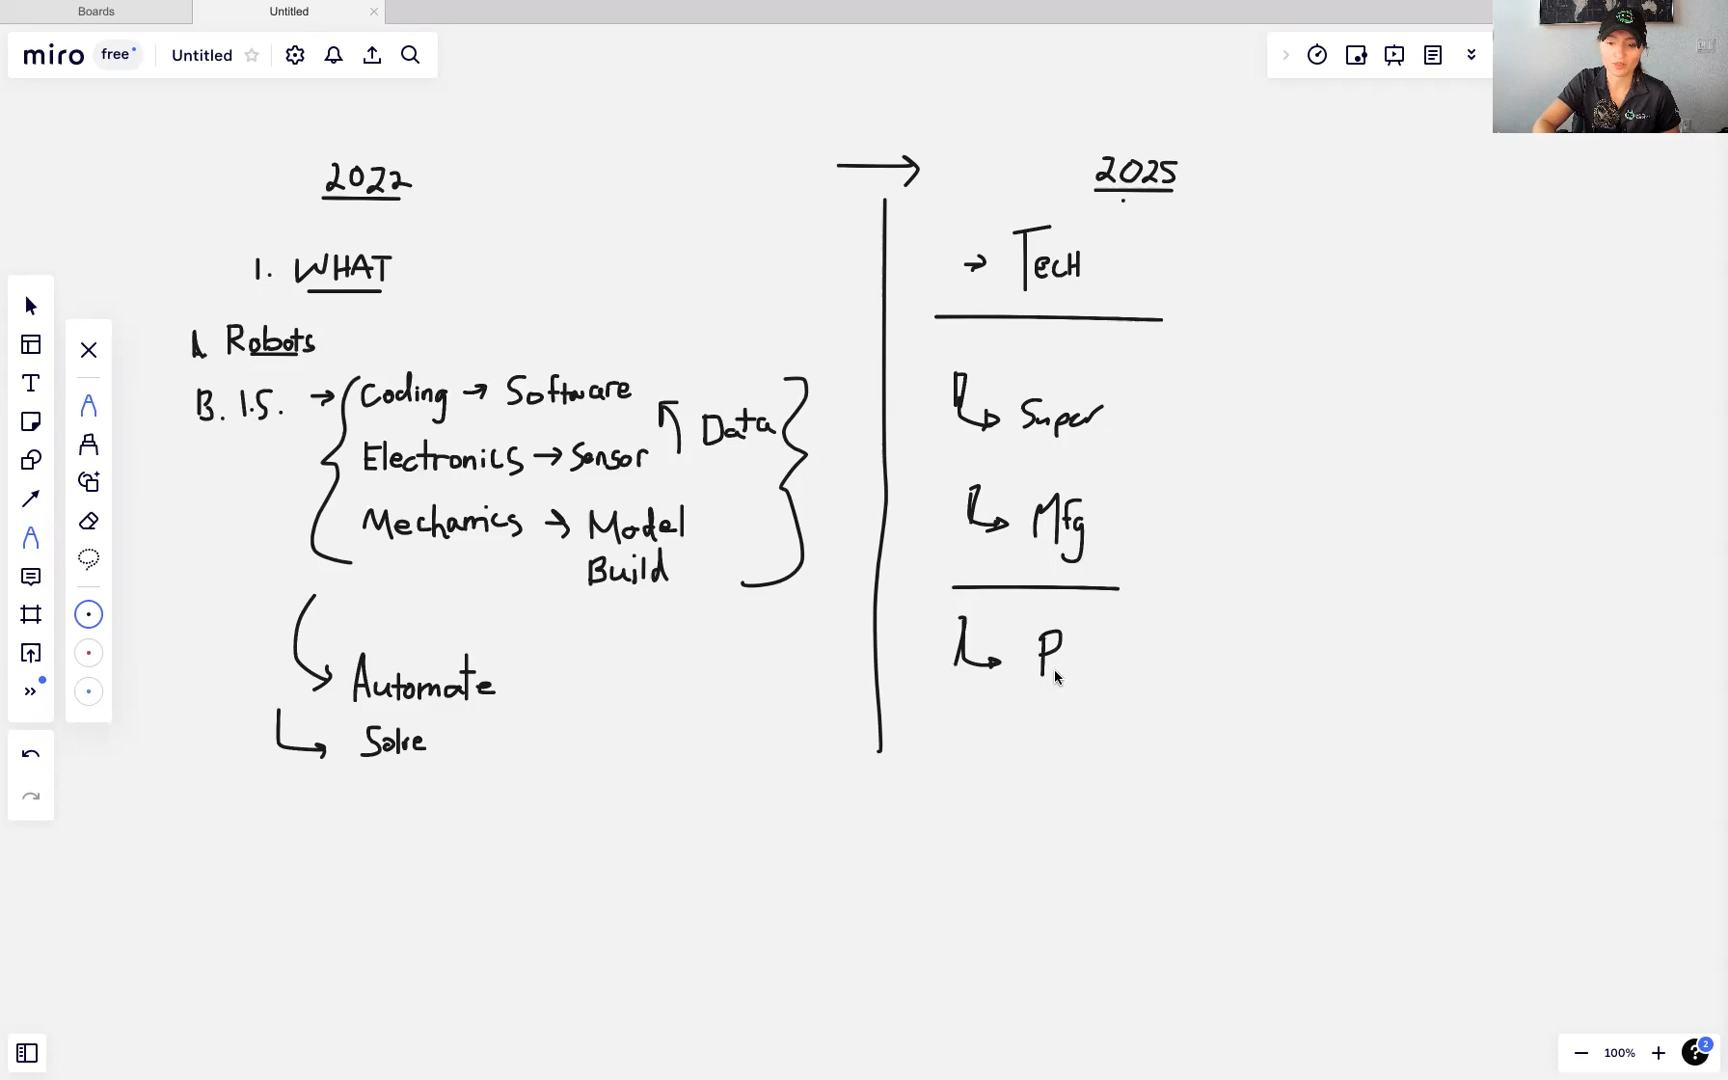 Boards
Untitled
miro free Untitled
2022 → 2025
1. WHAT
→ Tech
Robots
B. I.S. → Coding → Software
Data
Electronics → Sensor
Mechanics → Model
Build
Super
Mfg
P
Automate
Solve
100%
2